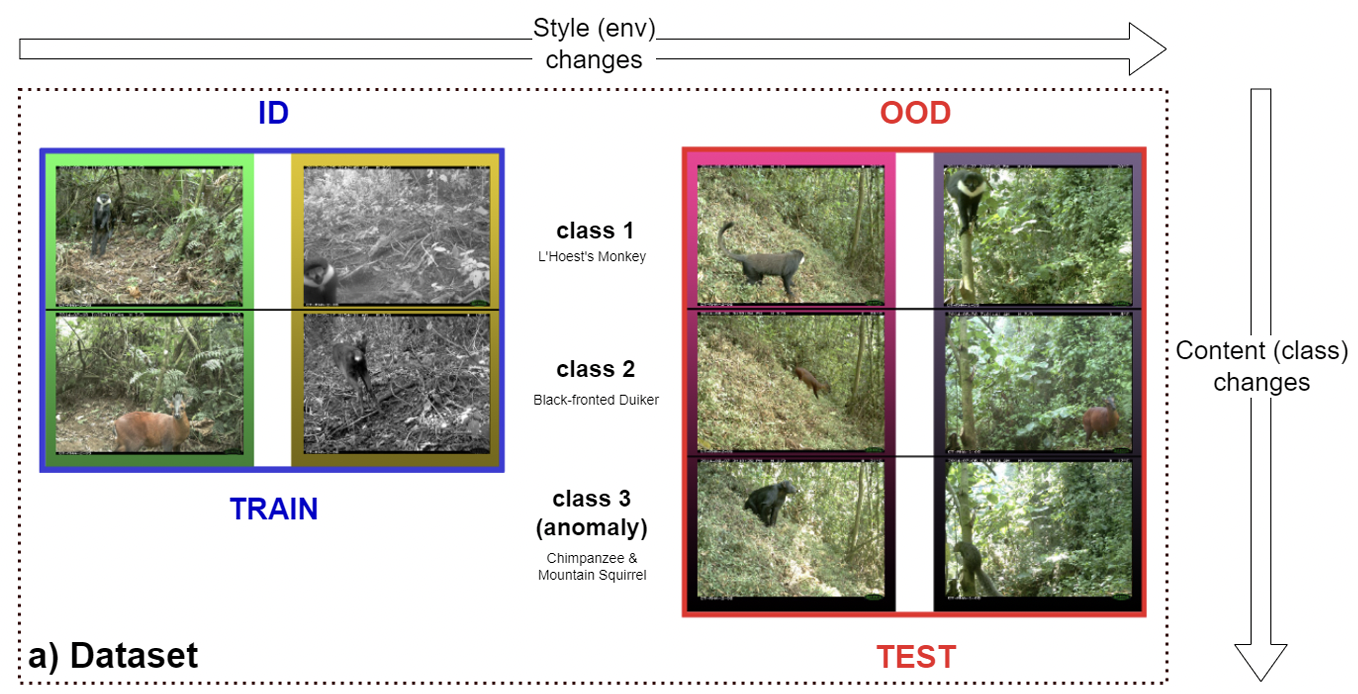 Style (env)
changes
ID
OOD
class 1
L'Hoest's Monkey
class 2
Black-fronted Duiker
Content (class)
changes
class 3
(anomaly)
Chimpanzee &
Mountain Squirrel
TRAIN
a) Dataset
TEST